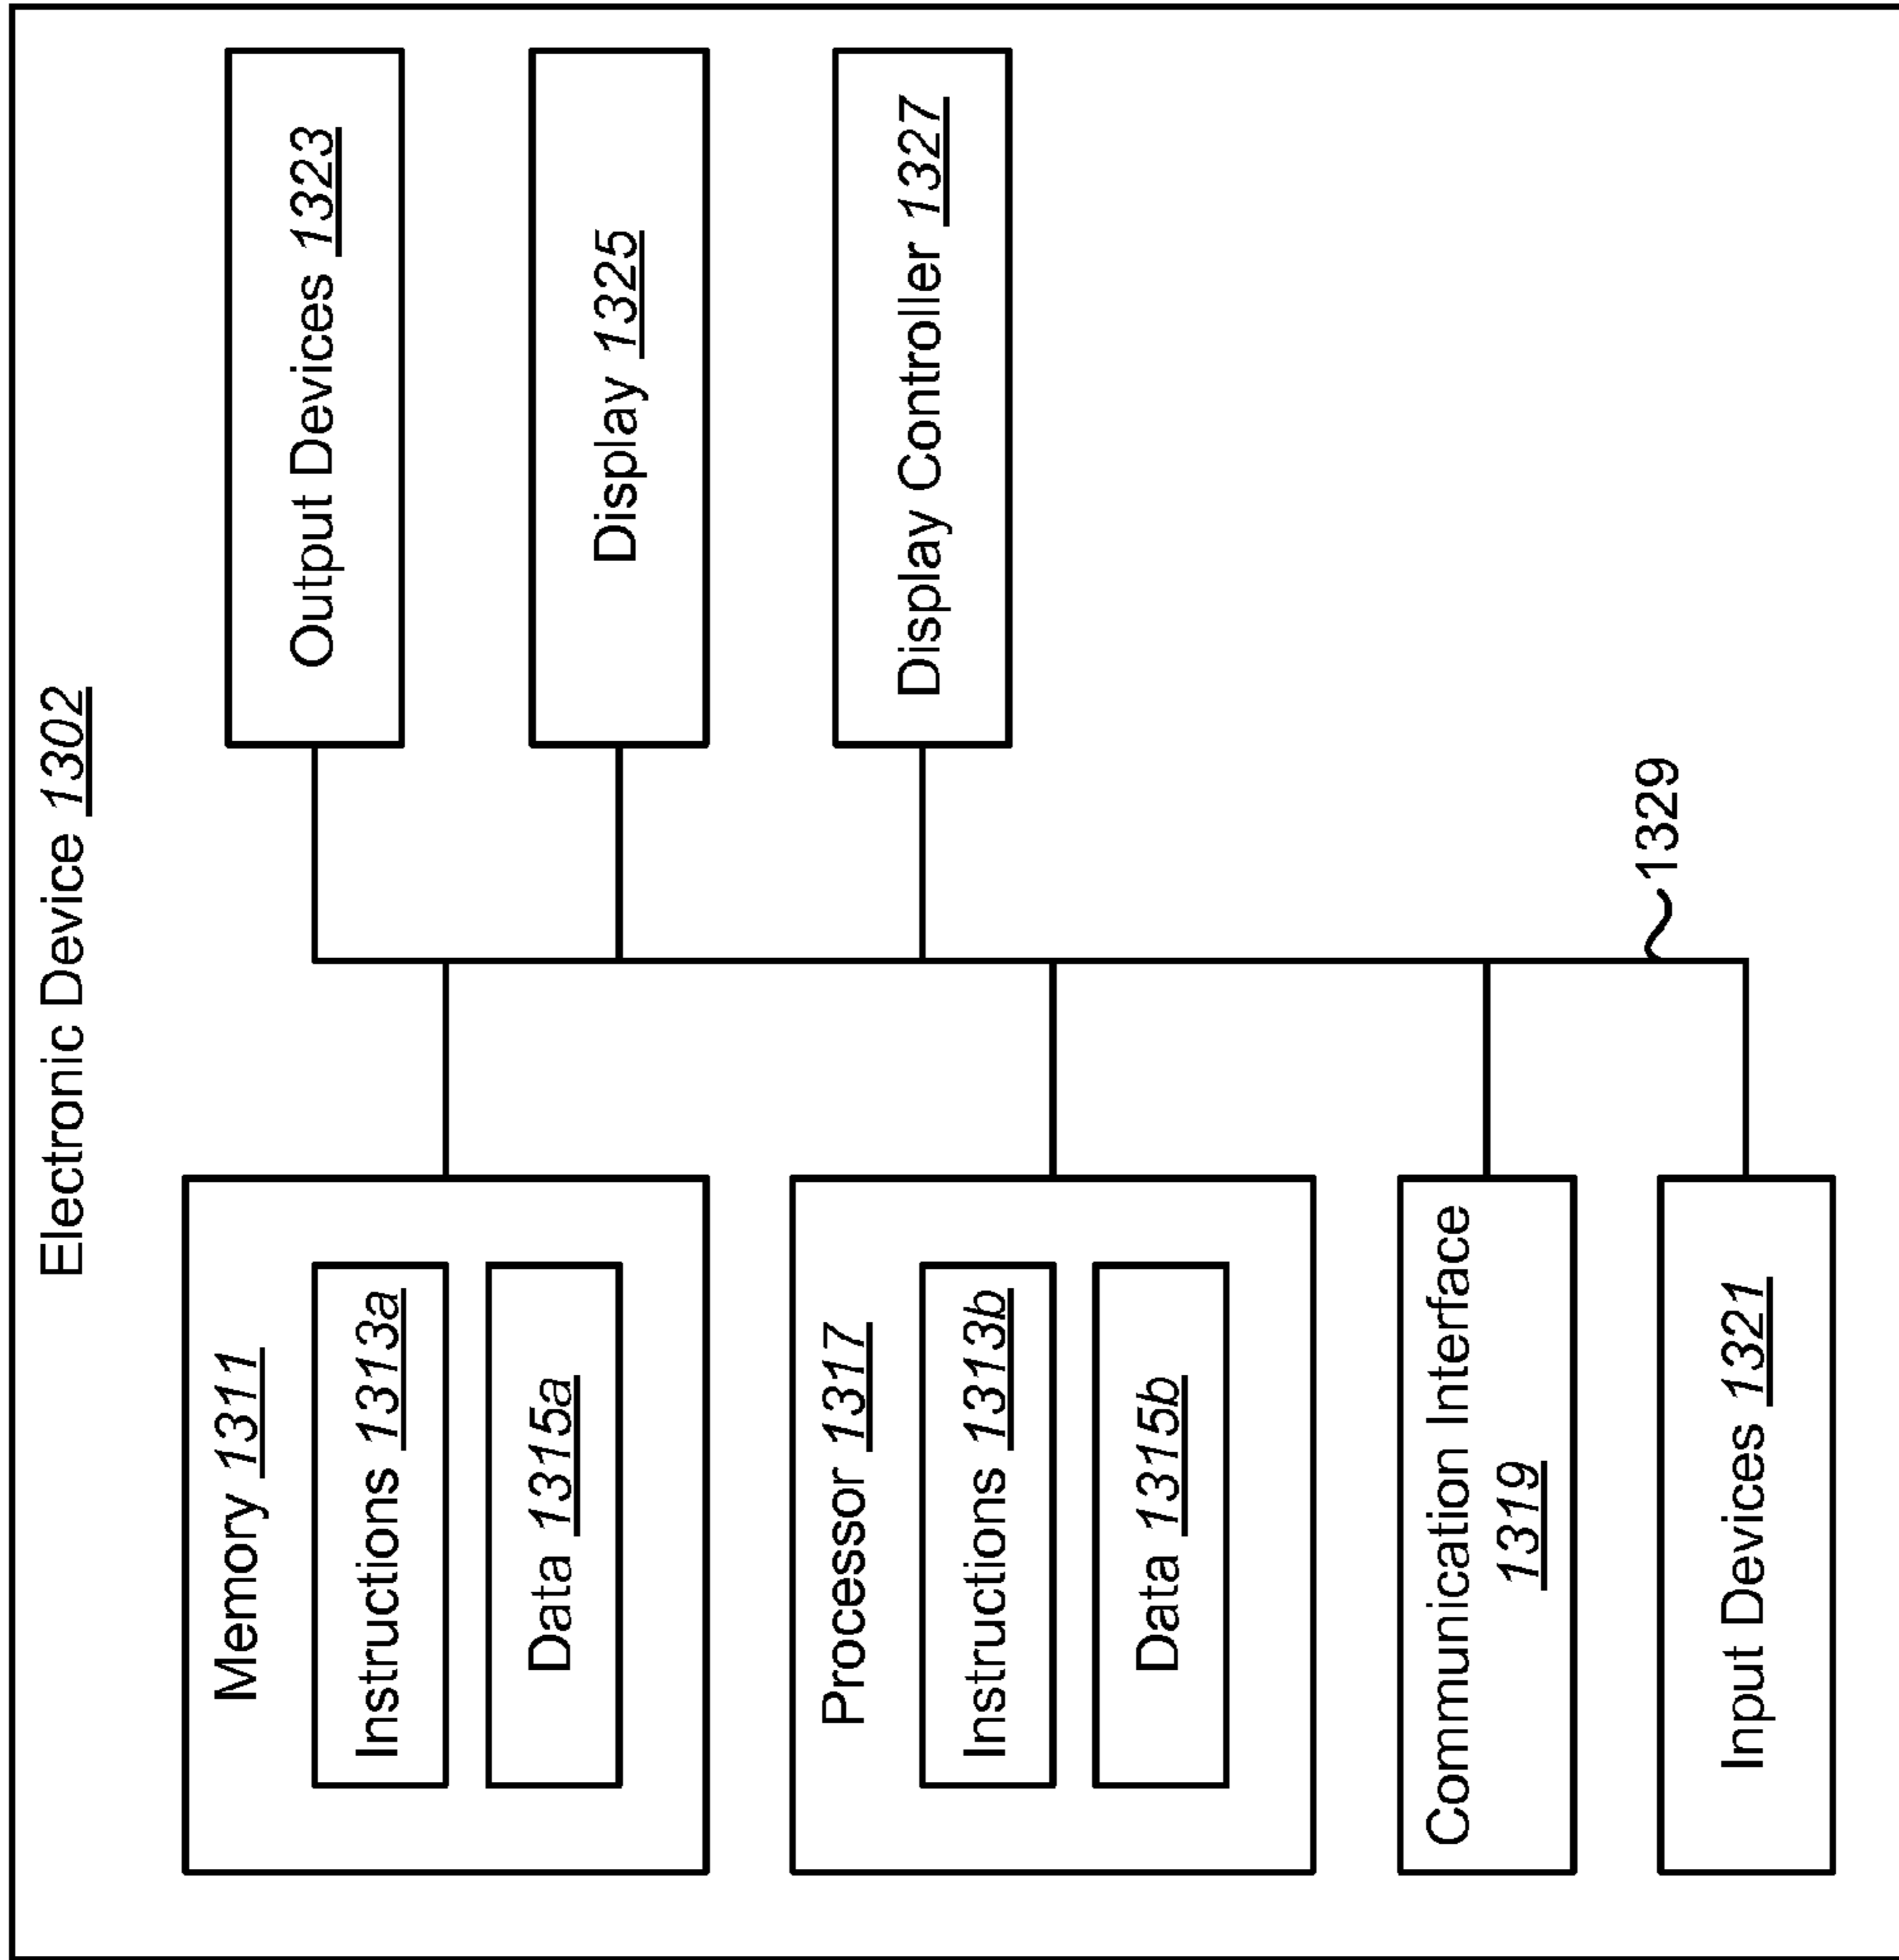 Electronic Device 1302
Memory 1311
Instructions 1313a
Data 1315a
Processor 1317
Instructions 1313b
Data 1315b
Communication Interface
1319
Input Devices 1321
Output Devices 1323
Display 1325
Display Controller 1327
1329